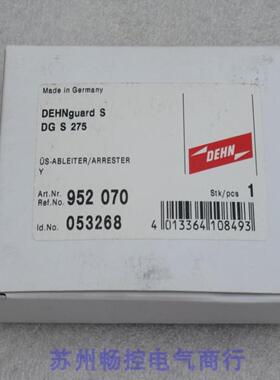 Made in Germany
DEHNguard S
DG S 275
DEHN
ÜS-ABLEITER/ARRESTER
Y
Stk/pcs 1
Art.Nr.
Ref.No. 952 070
Id.No. 053268
4 013364 108493
苏州畅控电气商行